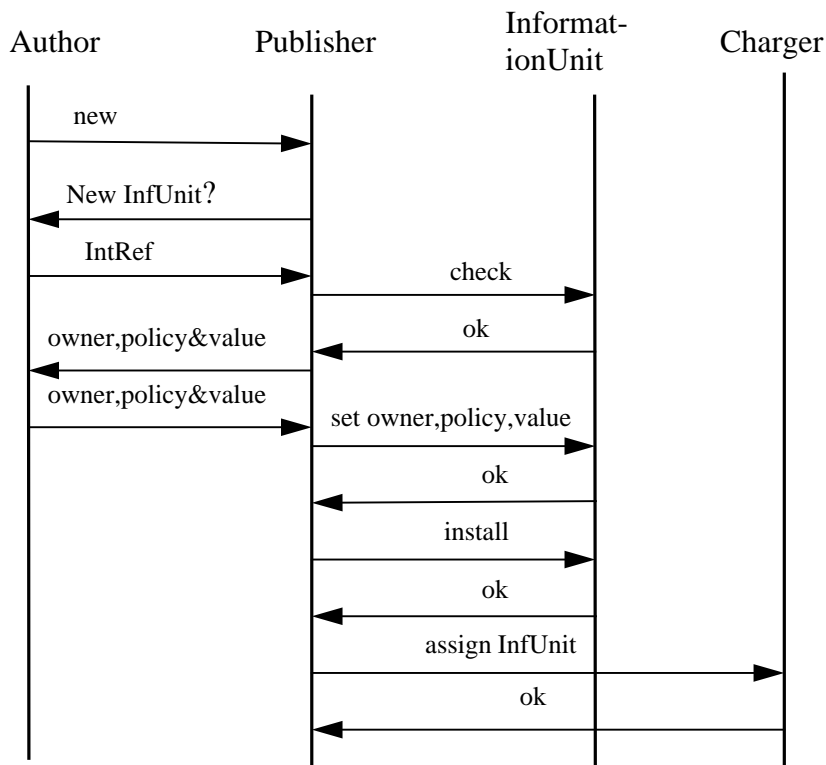 Author
Publisher
Informat-
ionUnit
Charger
new
New InfUnit?
IntRef
check
ok
owner,policy&value
owner,policy&value
set owner,policy,value
ok
install
ok
assign InfUnit
ok